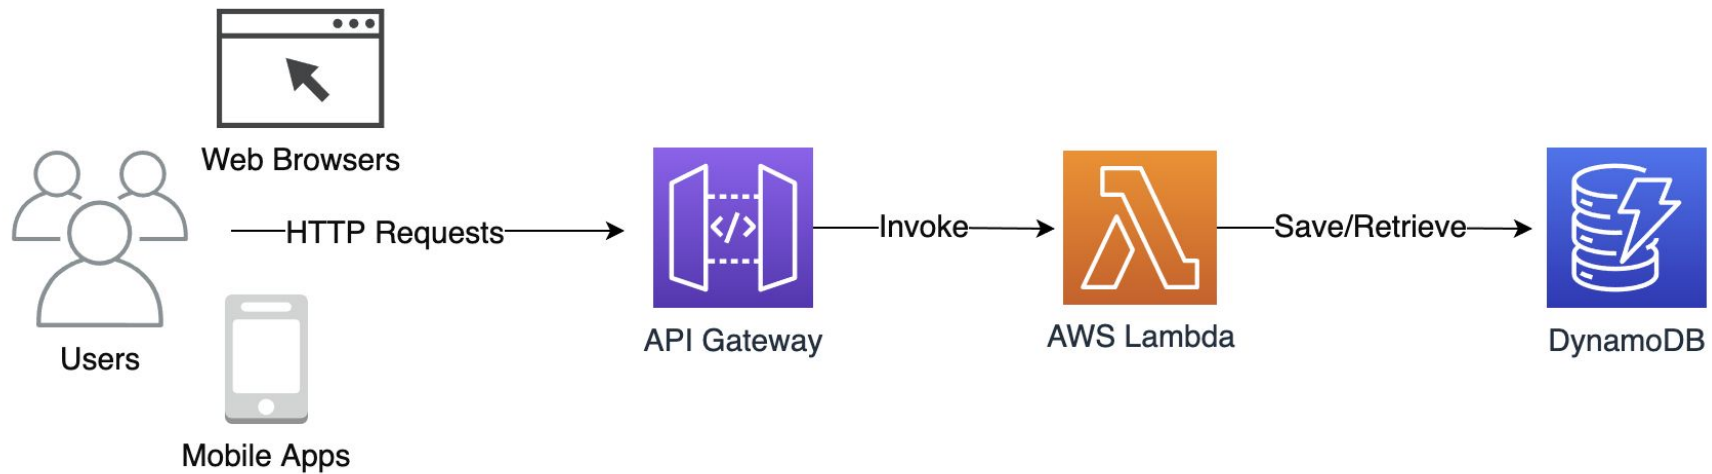 Web Browsers
HTTP Requests
Users
Mobile Apps
</>
API Gateway
Invoke
AWS Lambda
Save/Retrieve
DynamoDB